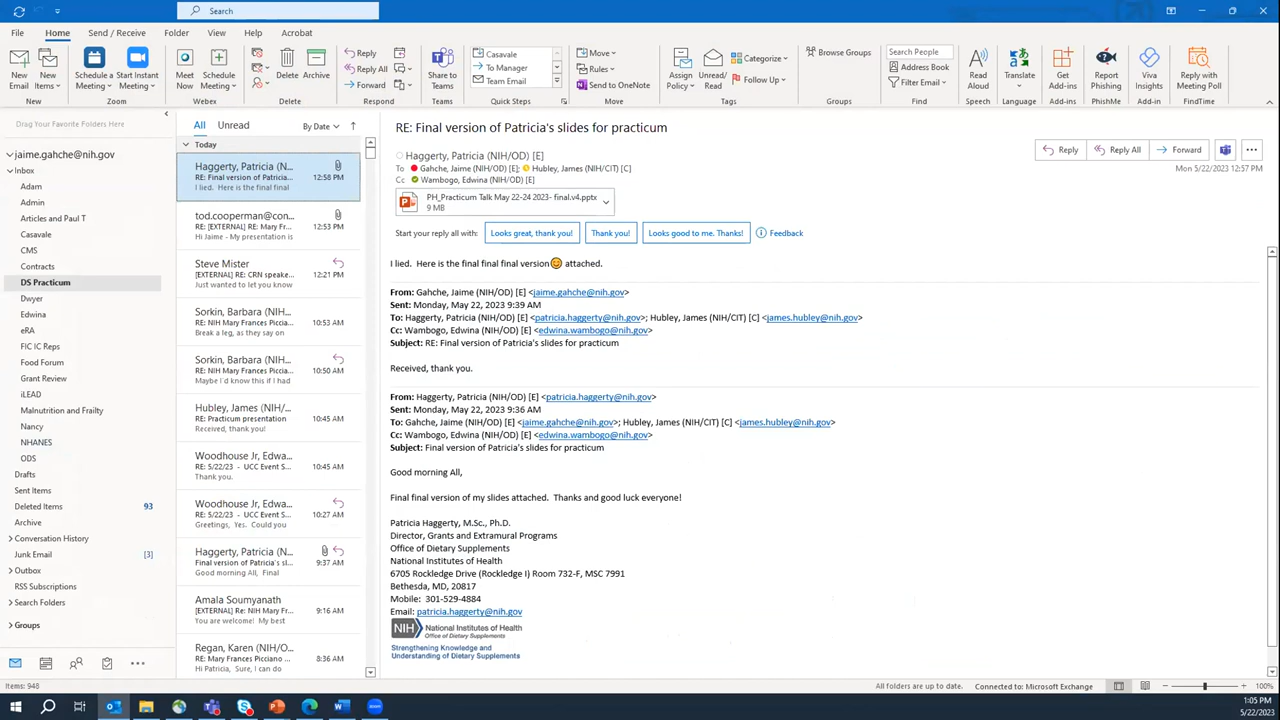 Search
File Home Send / Receive Folder View Help Acrobat
New Email
New Items
Schedule a Meeting
Start Instant Meeting
Meet Now
Schedule Meeting
Delete
Archive
Reply
Reply All
Forward
Share to Teams
Casavale
To Manager
Team Email
Move
Rules
Send to OneNote
Assign Policy
Unread/ Read
Categorize
Follow Up
Browse Groups
Search People
Address Book
Filter Email
Read Aloud
Translate
Get Add-ins
Report Phishing
Viva Insights
Reply with Meeting Poll
New Zoom Webex Delete Respond Teams Quick Steps Move Tags Groups Find Speech Language PhishMe Add-in FindTime
Drag Your Favorite Folders Here
jaime.gahche@nih.gov
Inbox
Adam
Admin
Articles and Paul T
Casavale
CMS
Contracts
DS Practicum
Dwyer
Edwina
eRA
FIC IC Reps
Food Forum
Grant Review
iLEAD
Malnutrition and Frailty
Nancy
NHANES
ODS
Drafts
Sent Items
Deleted Items 93
Archive
Conversation History
Junk Email [3]
Outbox
RSS Subscriptions
Search Folders
Groups
All Unread By Date
Today
Haggerty, Patricia (N...
RE: Final version of Patricia... 12:58 PM
I lied. Here is the final final
tod.cooperman@con...
RE: [EXTERNAL] RE: Mary Fr... 12:53 PM
Hi Jaime - My presentation is
Steve Mister
[EXTERNAL] RE: CRN speake... 12:21 PM
Just wanted to let you know
Sorkin, Barbara (NIH/...
RE: NIH Mary Frances Picci... 10:53 AM
Break a leg, as they say on
Sorkin, Barbara (NIH/...
RE: NIH Mary Frances Picci... 10:50 AM
Maybe I'd know this if I had
Hubley, James (NIH/...
RE: Practicum presentation 10:45 AM
Received, thank you!
Woodhouse Jr, Edwa...
RE: 5/22/23 - UCC Event S... 10:45 AM
Thank you.
Woodhouse Jr, Edwa...
RE: 5/22/23 - UCC Event S... 10:27 AM
Greetings, Yes. Could you
Haggerty, Patricia (N...
Final version of Patricia's sl... 9:37 AM
Good morning All, Final
Amala Soumyanath
[EXTERNAL] Re: NIH Mary F... 9:16 AM
You are welcome! My best
Regan, Karen (NIH/O...
RE: Mary Frances Picciano ... 8:36 AM
Hi Patricia, Sure, I can do
RE: Final version of Patricia's slides for practicum
Haggerty, Patricia (NIH/OD) [E]
To Gahche, Jaime (NIH/OD) [E]; Hubley, James (NIH/CIT) [C]
Cc Wambogo, Edwina (NIH/OD) [E]
Reply Reply All Forward
Mon 5/22/2023 12:57 PM
PH_Practicum Talk May 22-24 2023- final.v4.pptx
9 MB
Start your reply all with: Looks great, thank you! Thank you! Looks good to me. Thanks! Feedback
I lied. Here is the final final final version attached.
From: Gahche, Jaime (NIH/OD) [E] <jaime.gahche@nih.gov>
Sent: Monday, May 22, 2023 9:39 AM
To: Haggerty, Patricia (NIH/OD) [E] <patricia.haggerty@nih.gov>; Hubley, James (NIH/CIT) [C] <james.hubley@nih.gov>
Cc: Wambogo, Edwina (NIH/OD) [E] <edwina.wambogo@nih.gov>
Subject: RE: Final version of Patricia's slides for practicum
Received, thank you.
From: Haggerty, Patricia (NIH/OD) [E] <patricia.haggerty@nih.gov>
Sent: Monday, May 22, 2023 9:36 AM
To: Gahche, Jaime (NIH/OD) [E] <jaime.gahche@nih.gov>; Hubley, James (NIH/CIT) [C] <james.hubley@nih.gov>
Cc: Wambogo, Edwina (NIH/OD) [E] <edwina.wambogo@nih.gov>
Subject: Final version of Patricia's slides for practicum
Good morning All,
Final final version of my slides attached. Thanks and good luck everyone!
Patricia Haggerty, M.Sc., Ph.D.
Director, Grants and Extramural Programs
Office of Dietary Supplements
National Institutes of Health
6705 Rockledge Drive (Rockledge I) Room 732-F, MSC 7991
Bethesda, MD, 20817
Mobile: 301-529-4884
Email: patricia.haggerty@nih.gov
NIH National Institutes of Health
Office of Dietary Supplements
Strengthening Knowledge and
Understanding of Dietary Supplements
Items: 948 All folders are up to date. Connected to: Microsoft Exchange 100%
1:05 PM
5/22/2023